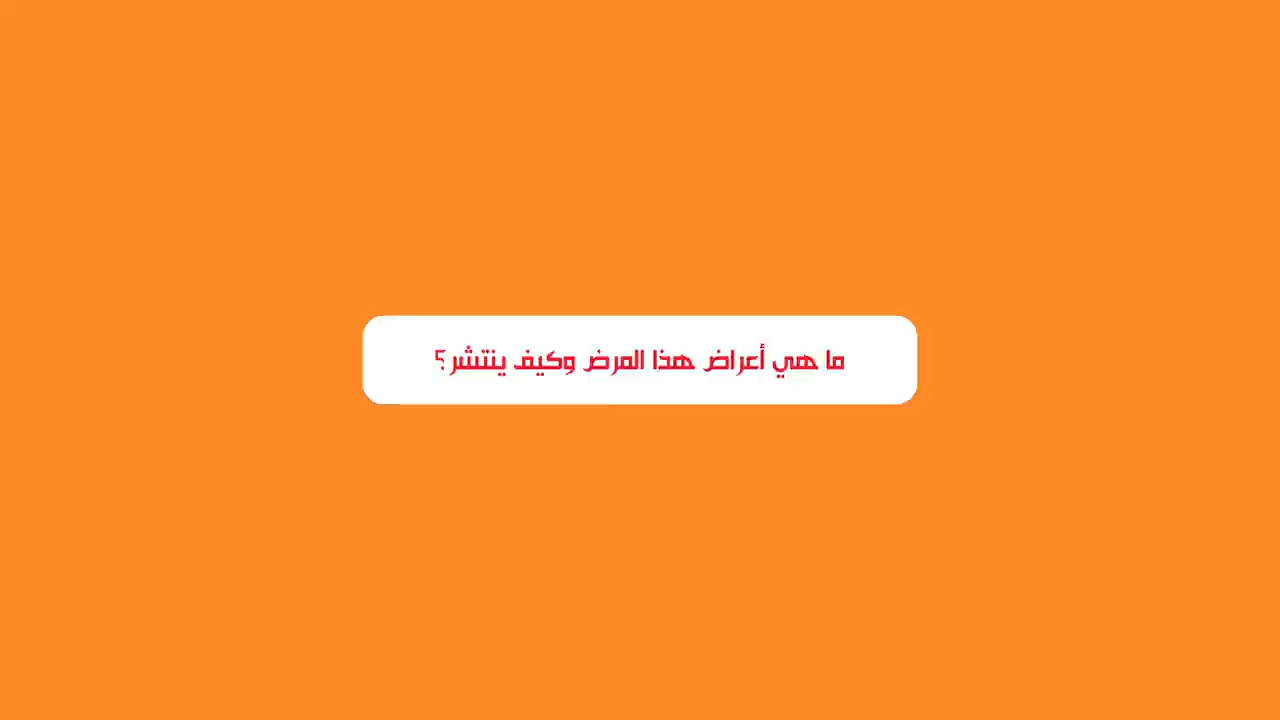 ما هي أعراض هذا المرض وكيف ينتشر؟